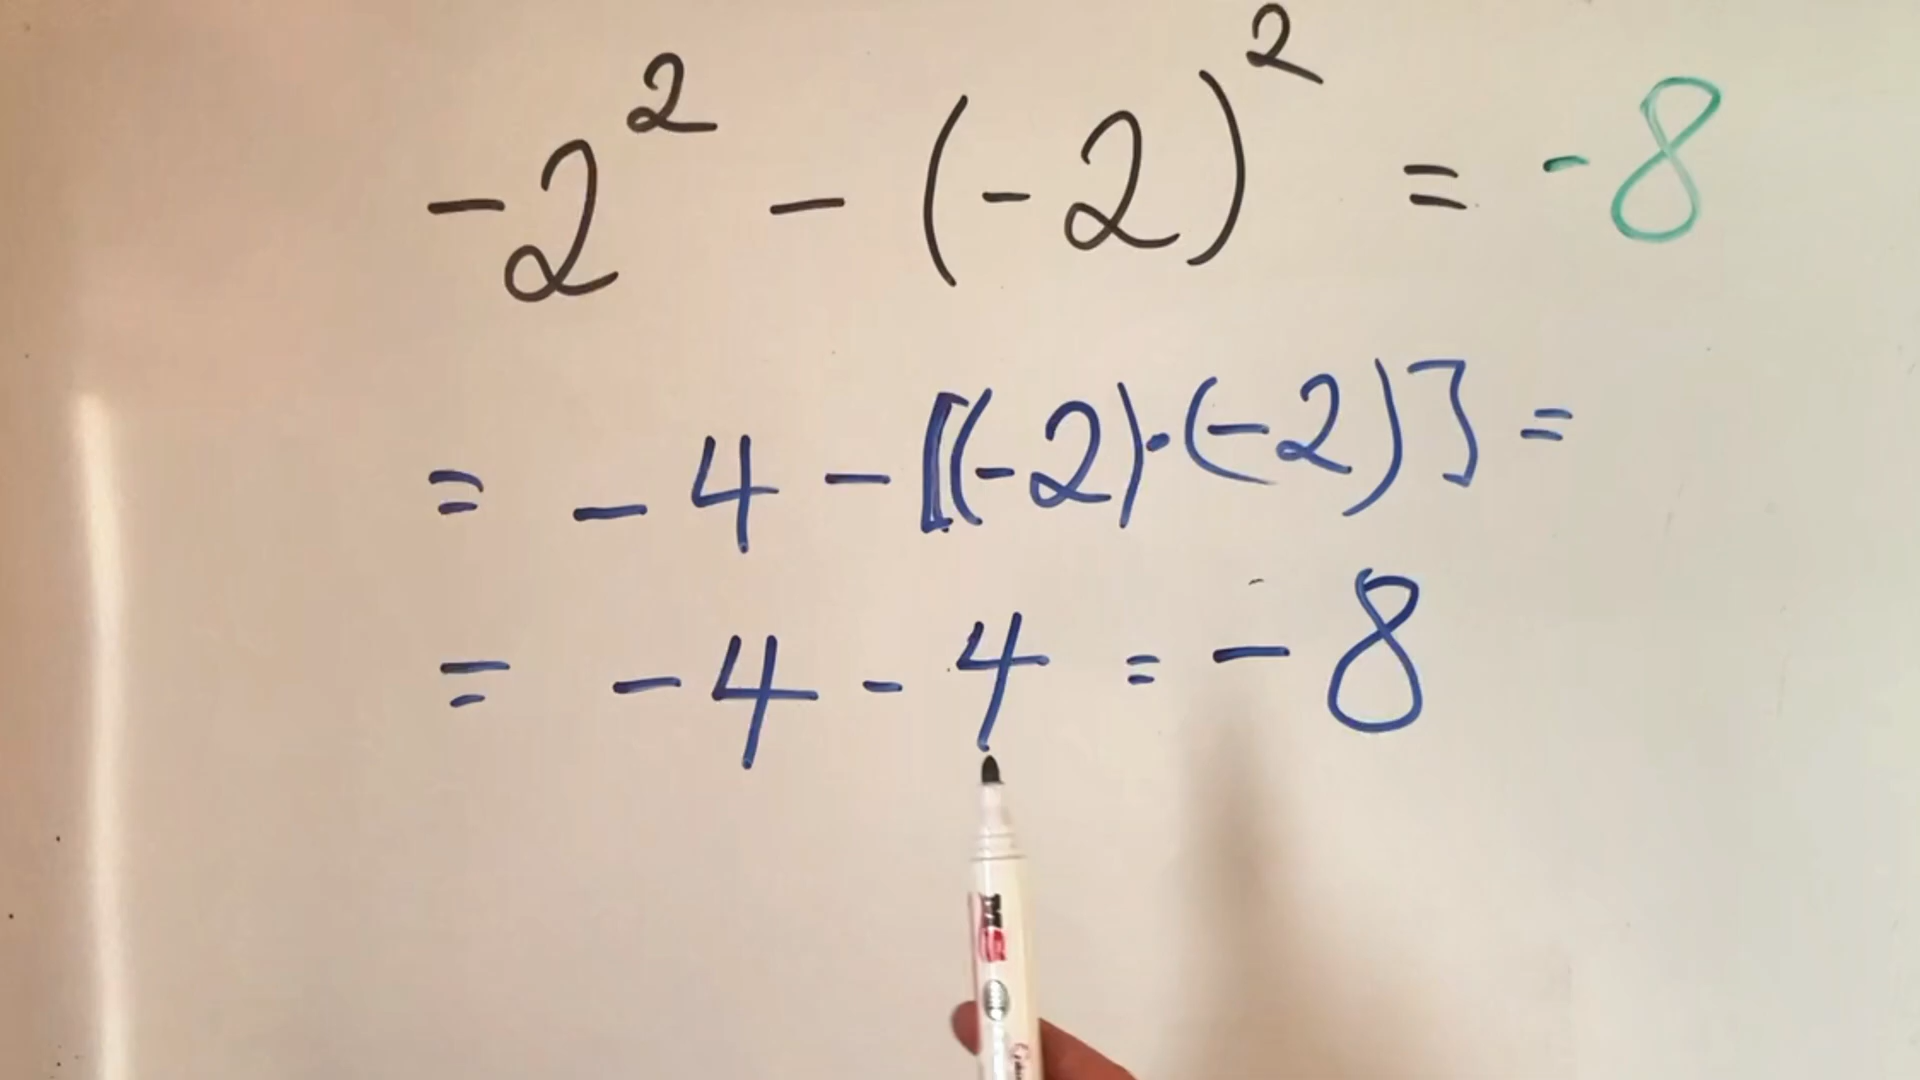 -2² - (-2)² = -8
= -4 - [(-2)·(-2)] =
= -4 - 4 = -8